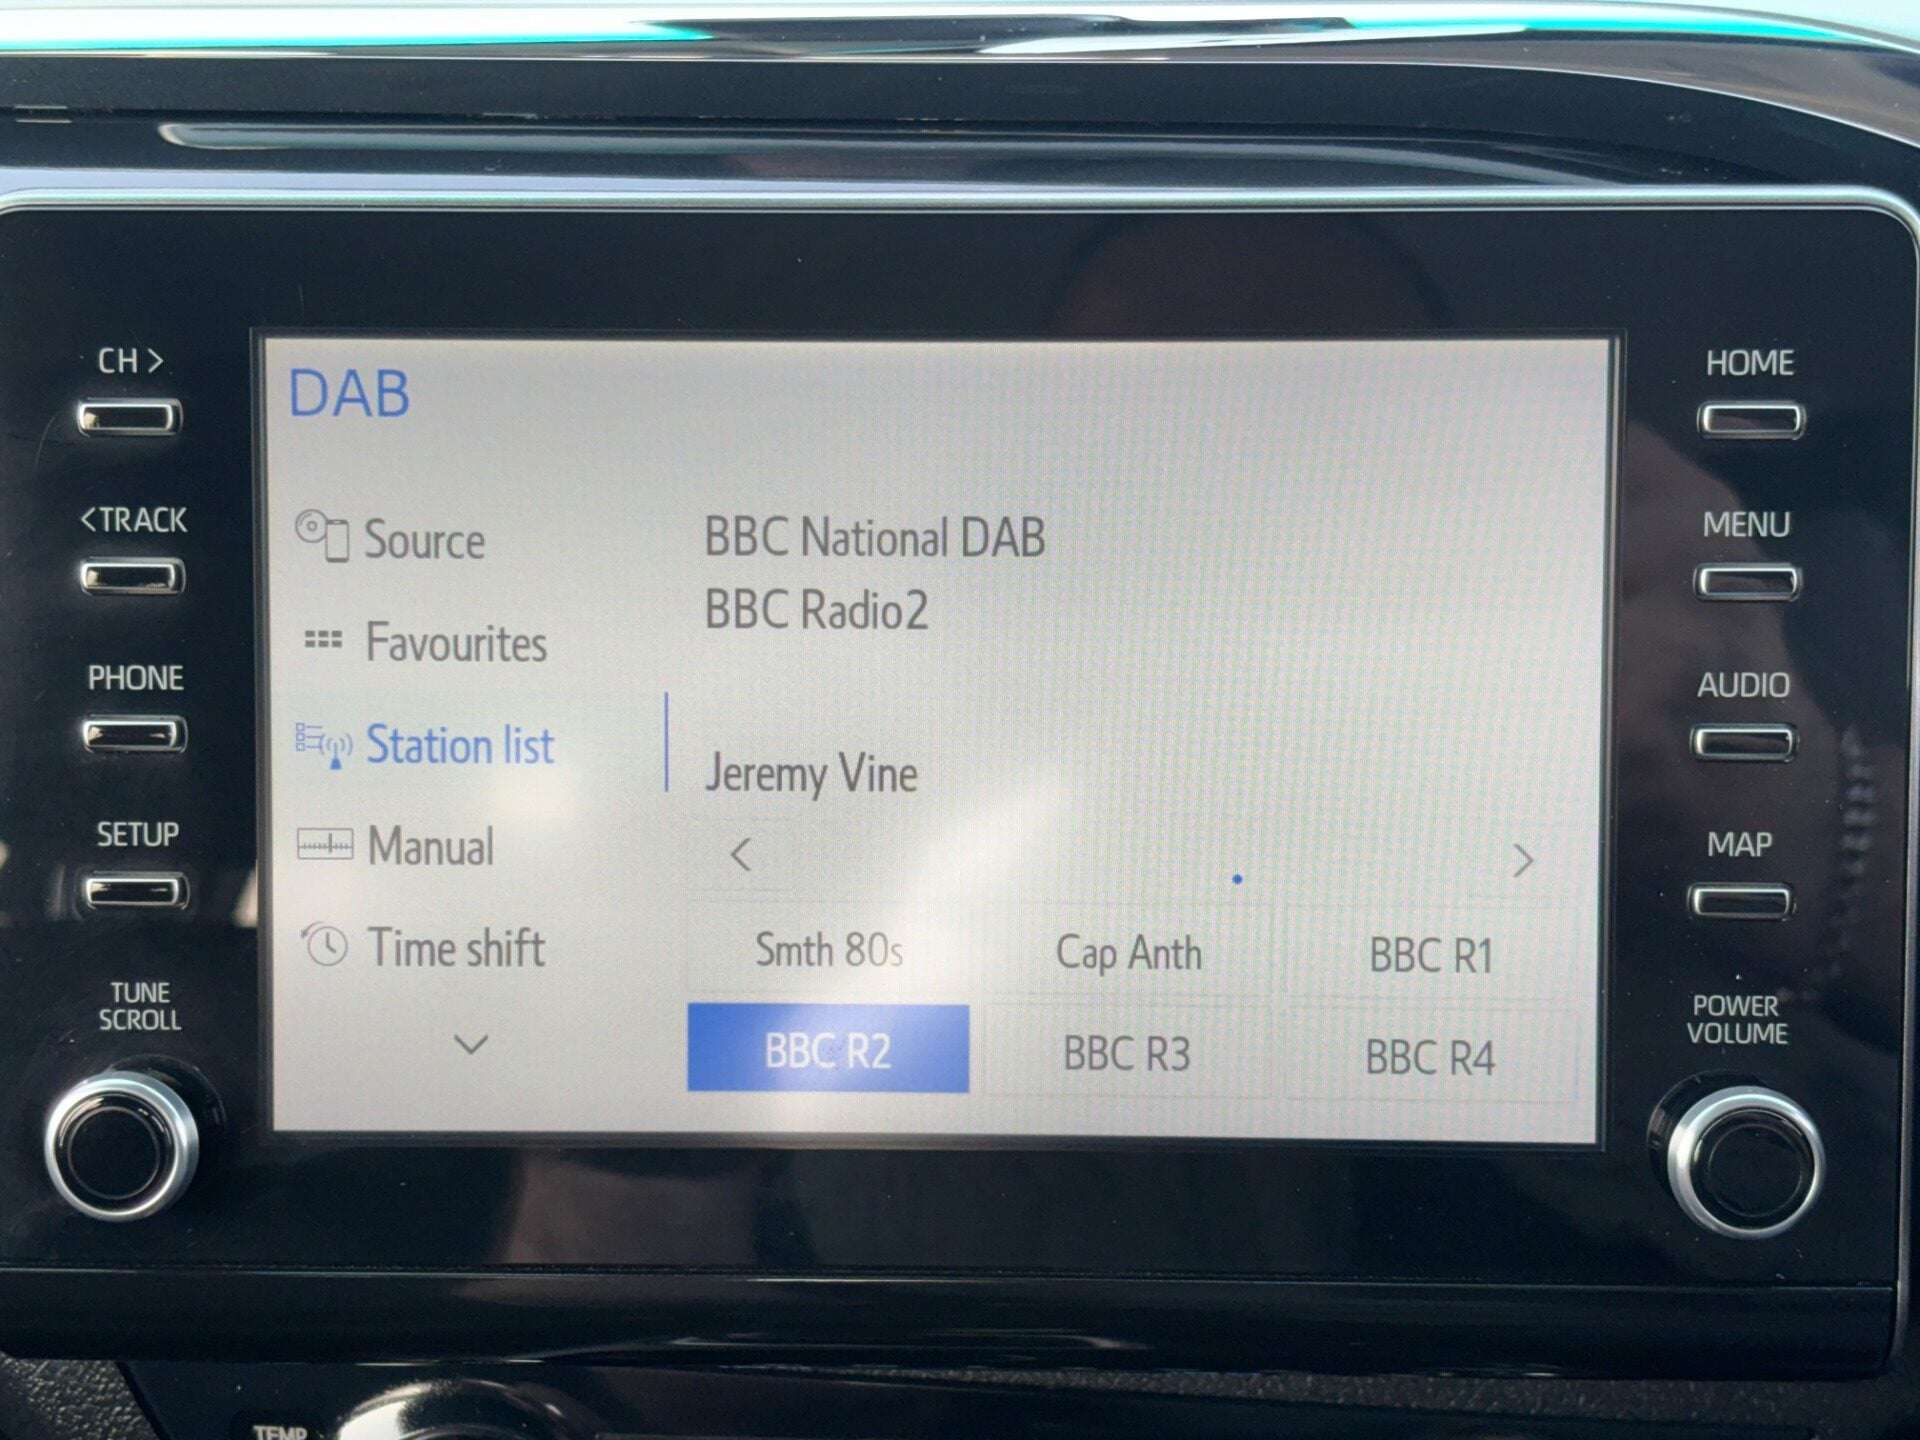 CH >
<TRACK
PHONE
SETUP
TUNE
SCROLL
DAB
Source
Favourites
Station list
Manual
Time shift
BBC National DAB
BBC Radio2
Jeremy Vine
< >
Smth 80s Cap Anth BBC R1
BBC R2 BBC R3 BBC R4
HOME
MENU
AUDIO
MAP
POWER
VOLUME
TEMP